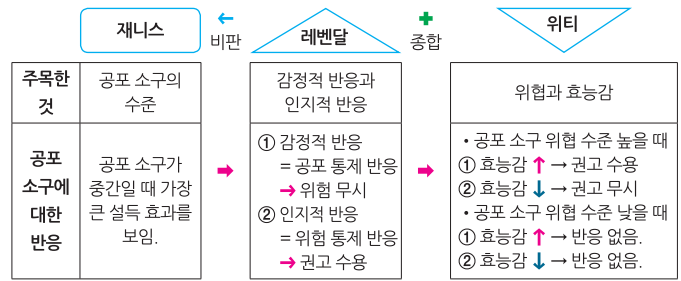 재니스
비판
레벤달
종합
위티
주목한 것
공포 소구의
수준
감정적 반응과
인지적 반응
위협과 효능감
공포
소구에
대한
반응
공포 소구가
중간일 때 가장
큰 설득 효과를
보임.
① 감정적 반응
= 공포 통제 반응
➔ 위험 무시
② 인지적 반응
= 위험 통제 반응
➔ 권고 수용
• 공포 소구 위협 수준 높을 때
① 효능감 ↑ → 권고 수용
② 효능감 ↓ → 권고 무시
• 공포 소구 위협 수준 낮을 때
① 효능감 ↑ → 반응 없음.
② 효능감 ↓ → 반응 없음.